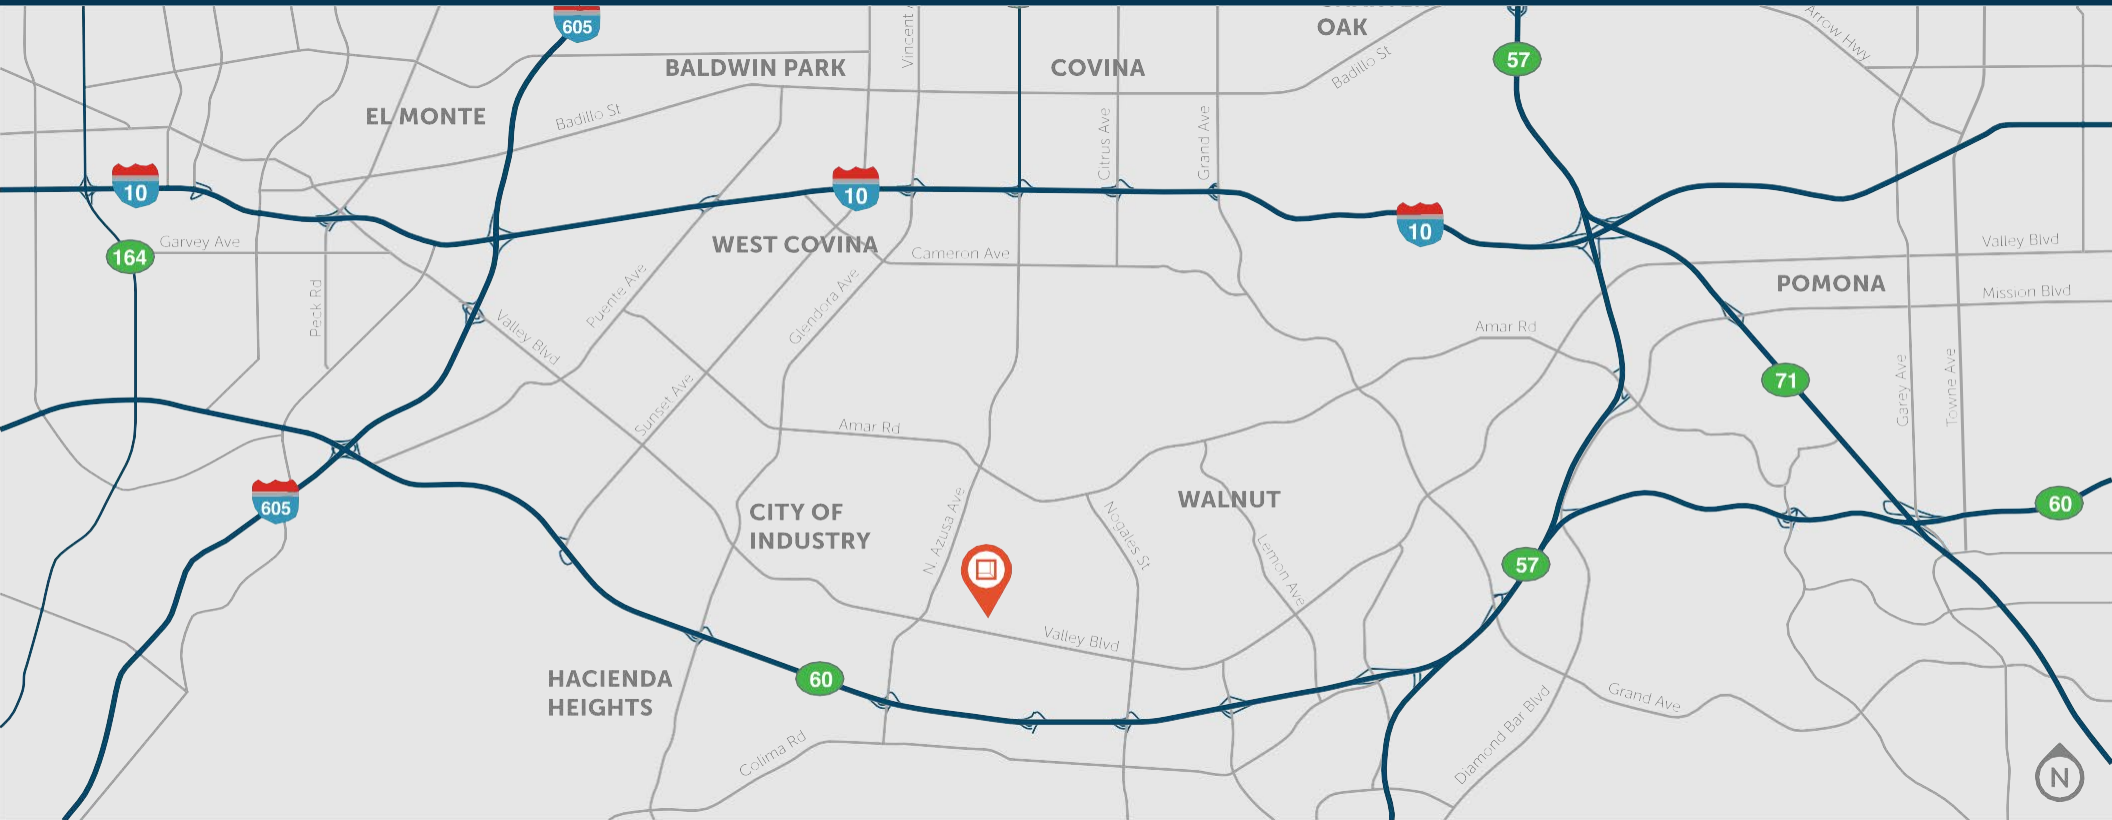 605
OAK
57
Arrow Hwy
Vincent
BALDWIN PARK
COVINA
Badillo St
EL MONTE
Badillo St
Citrus Ave
Grand Ave
10
10
10
164
Garvey Ave
WEST COVINA
Cameron Ave
Valley Blvd
POMONA
Mission Blvd
Peck Rd
Puente Ave
Glendora Ave
Valley Blvd
Amar Rd
71
Garey Ave
Towne Ave
Sunset Ave
Amar Rd
605
CITY OF
INDUSTRY
N. Azusa Ave
Nogales St
WALNUT
Lemon Ave
57
60
Valley Blvd
HACIENDA
HEIGHTS
60
Colima Rd
Diamond Bar Blvd
Grand Ave
N